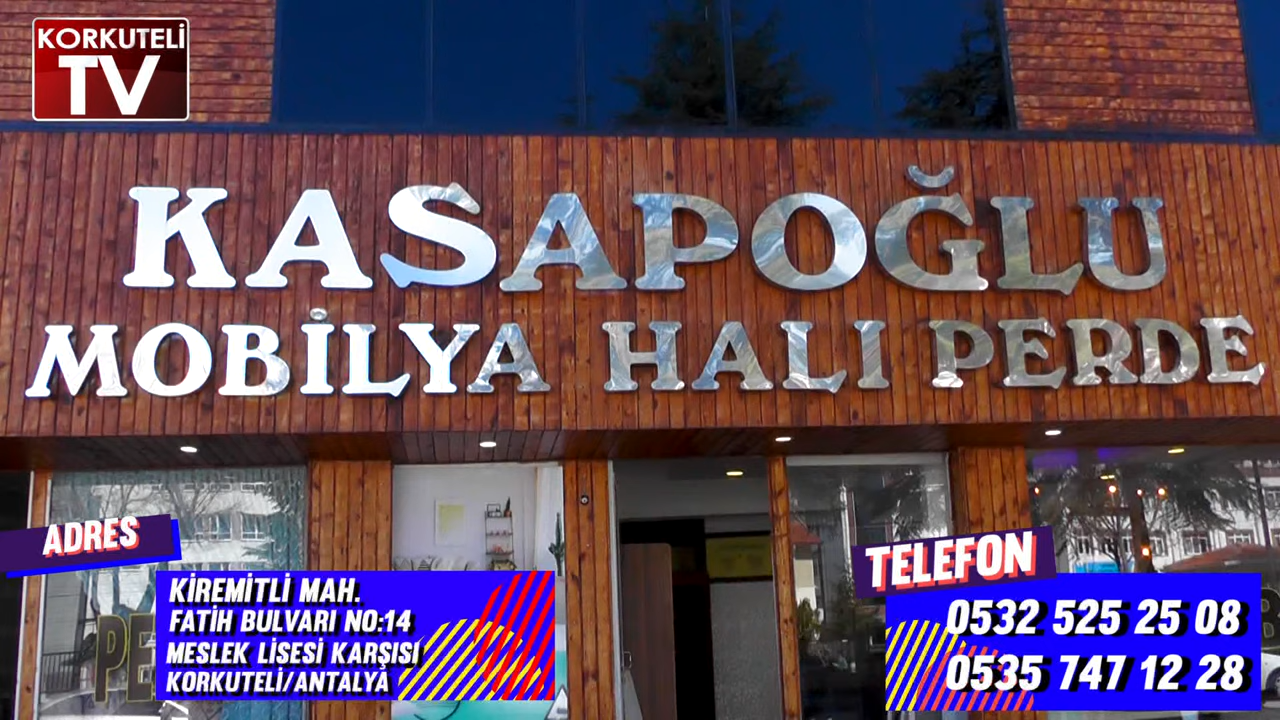 KORKUTELİ
TV
KASAPOĞLU
MOBİLYA HALI PERDE
ADRES
KİREMİTLİ MAH.
FATİH BULVARI NO:14
MESLEK LİSESİ KARŞISI
KORKUTELİ/ANTALYA
TELEFON
0532 525 25 08
0535 747 12 28